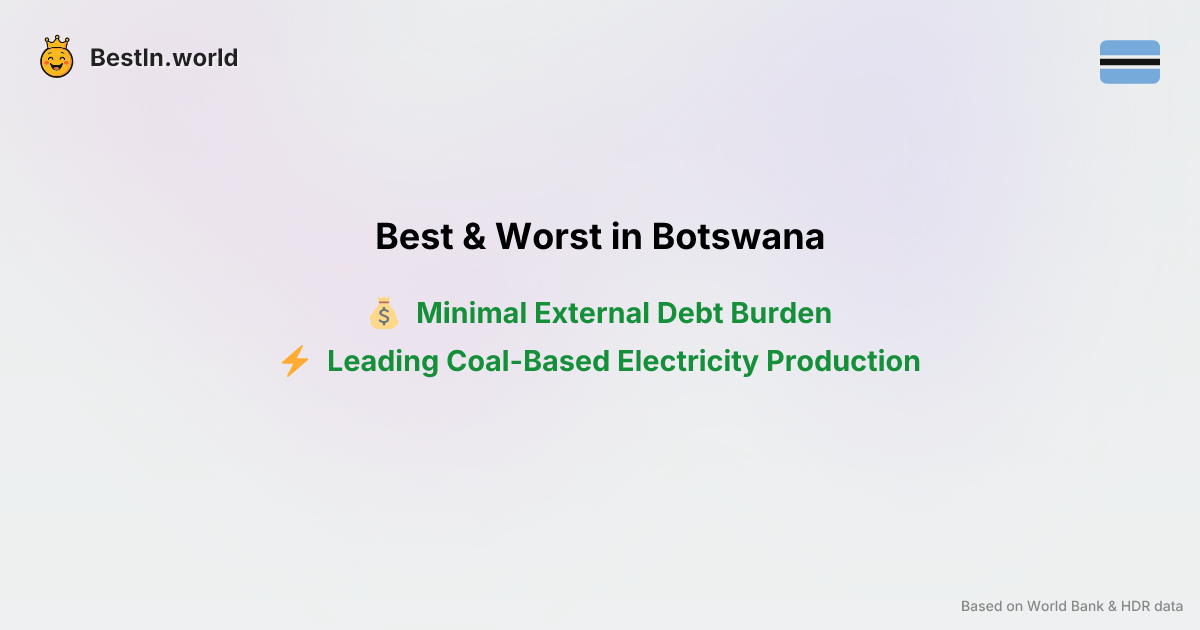 BestIn.world
Best & Worst in Botswana
💰 Minimal External Debt Burden
⚡ Leading Coal-Based Electricity Production
Based on World Bank & HDR data